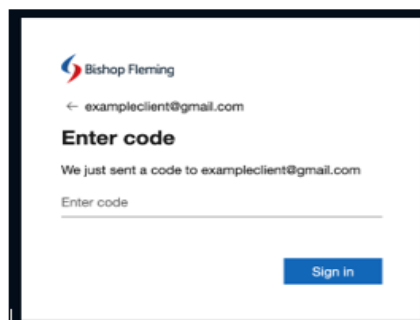 Bishop Fleming
← exampleclient@gmail.com
Enter code
We just sent a code to exampleclient@gmail.com
Enter code
Sign in